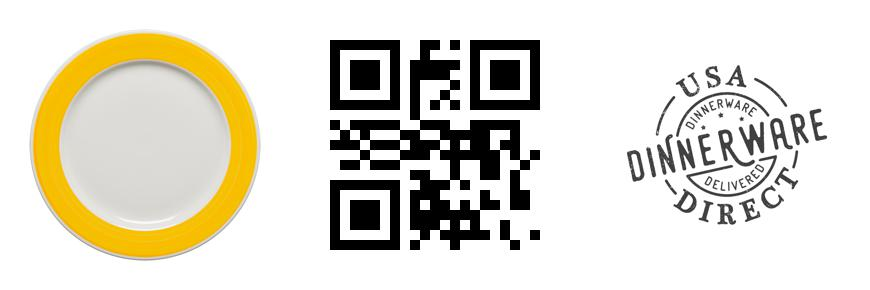 USA
DINNERWARE
DINNERWARE
DELIVERED
DIRECT